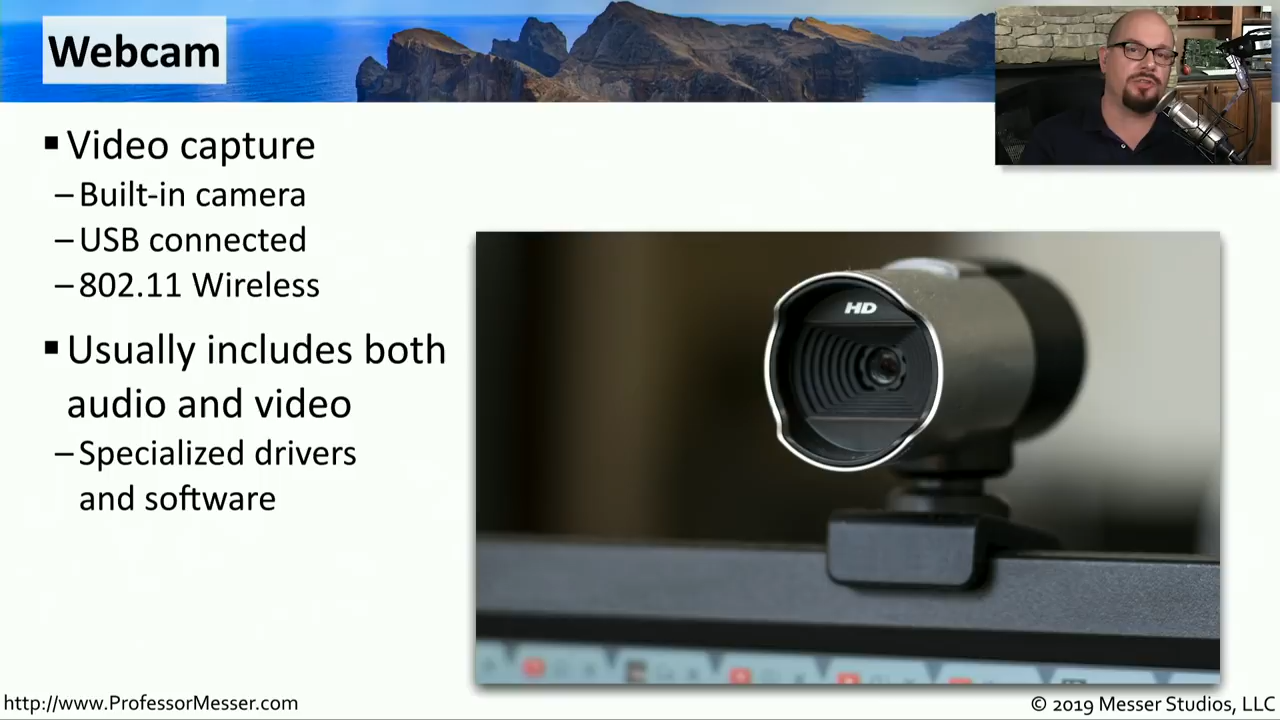 Webcam
▪ Video capture
– Built-in camera
– USB connected
– 802.11 Wireless
▪ Usually includes both
audio and video
– Specialized drivers
and software
HD
http://www.ProfessorMesser.com
© 2019 Messer Studios, LLC